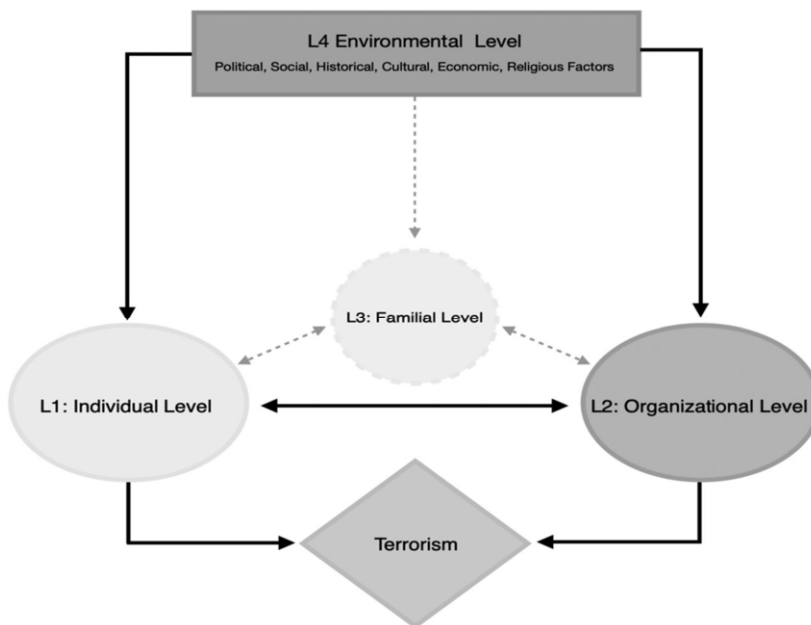 L4 Environmental Level
Political, Social, Historical, Cultural, Economic, Religious Factors
L3: Familial Level
L1: Individual Level
L2: Organizational Level
Terrorism